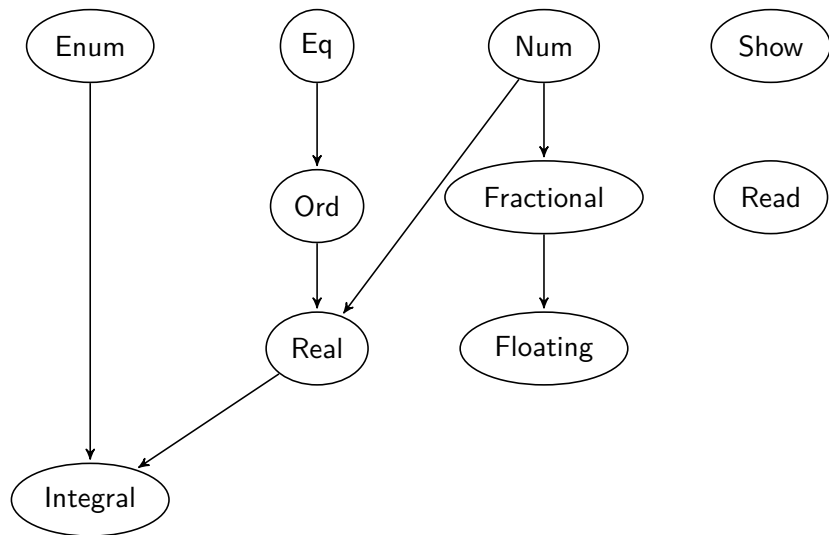 Enum
Eq
Num
Show
Ord
Fractional
Read
Real
Floating
Integral